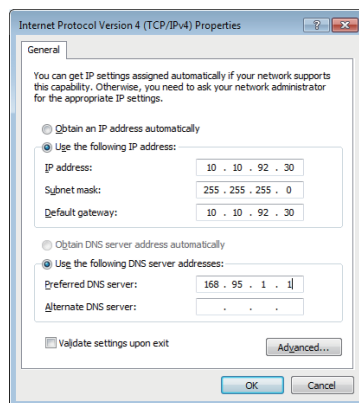 Internet Protocol Version 4 (TCP/IPv4) Properties
General
You can get IP settings assigned automatically if your network supports
this capability. Otherwise, you need to ask your network administrator
for the appropriate IP settings.
Obtain an IP address automatically
Use the following IP address:
IP address: 10 . 10 . 92 . 30
Subnet mask: 255 . 255 . 255 . 0
Default gateway: 10 . 10 . 92 . 30
Obtain DNS server address automatically
Use the following DNS server addresses:
Preferred DNS server: 168 . 95 . 1 . 1
Alternate DNS server: . . .
Validate settings upon exit
Advanced...
OK Cancel